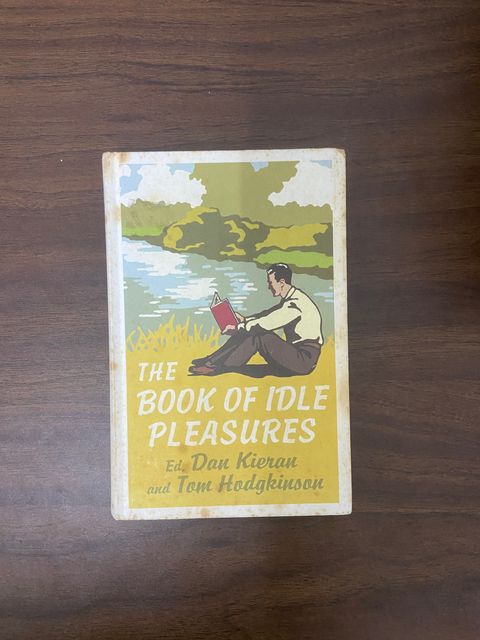 THE
BOOK OF IDLE
PLEASURES
Ed. Dan Kieran
and Tom Hodgkinson